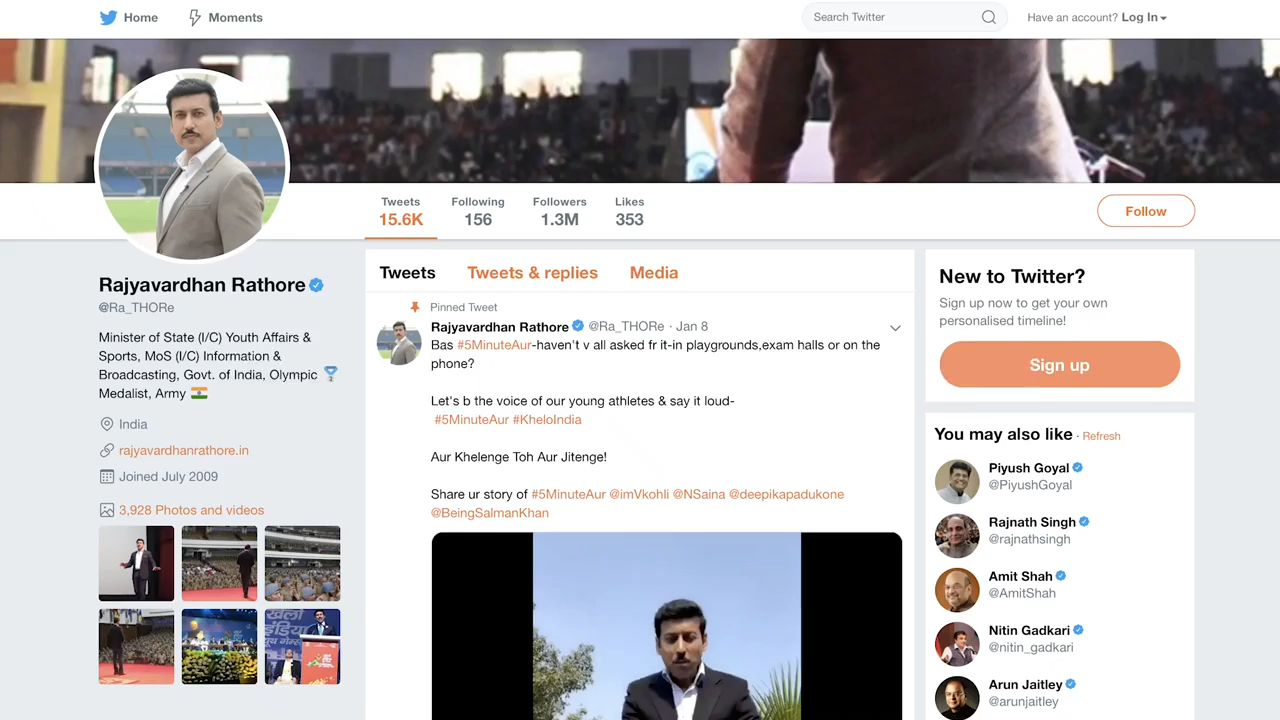 Home
Moments
Search Twitter
Have an account? Log In
Tweets
15.6K
Following
156
Followers
1.3M
Likes
353
Follow
Rajyavardhan Rathore
@Ra_THORe
Minister of State (I/C) Youth Affairs &
Sports, MoS (I/C) Information &
Broadcasting, Govt. of India, Olympic
Medalist, Army
India
rajyavardhanrathore.in
Joined July 2009
3,928 Photos and videos
खेलो
इंडिया
Tweets
Tweets & replies
Media
Pinned Tweet
Rajyavardhan Rathore @Ra_THORe · Jan 8
Bas #5MinuteAur-haven't v all asked fr it-in playgrounds,exam halls or on the
phone?
Let's b the voice of our young athletes & say it loud-
#5MinuteAur #KheloIndia
Aur Khelenge Toh Aur Jitenge!
Share ur story of #5MinuteAur @imVkohli @NSaina @deepikapadukone
@BeingSalmanKhan
New to Twitter?
Sign up now to get your own
personalised timeline!
Sign up
You may also like · Refresh
Piyush Goyal
@PiyushGoyal
Rajnath Singh
@rajnathsingh
Amit Shah
@AmitShah
Nitin Gadkari
@nitin_gadkari
Arun Jaitley
@arunjaitley